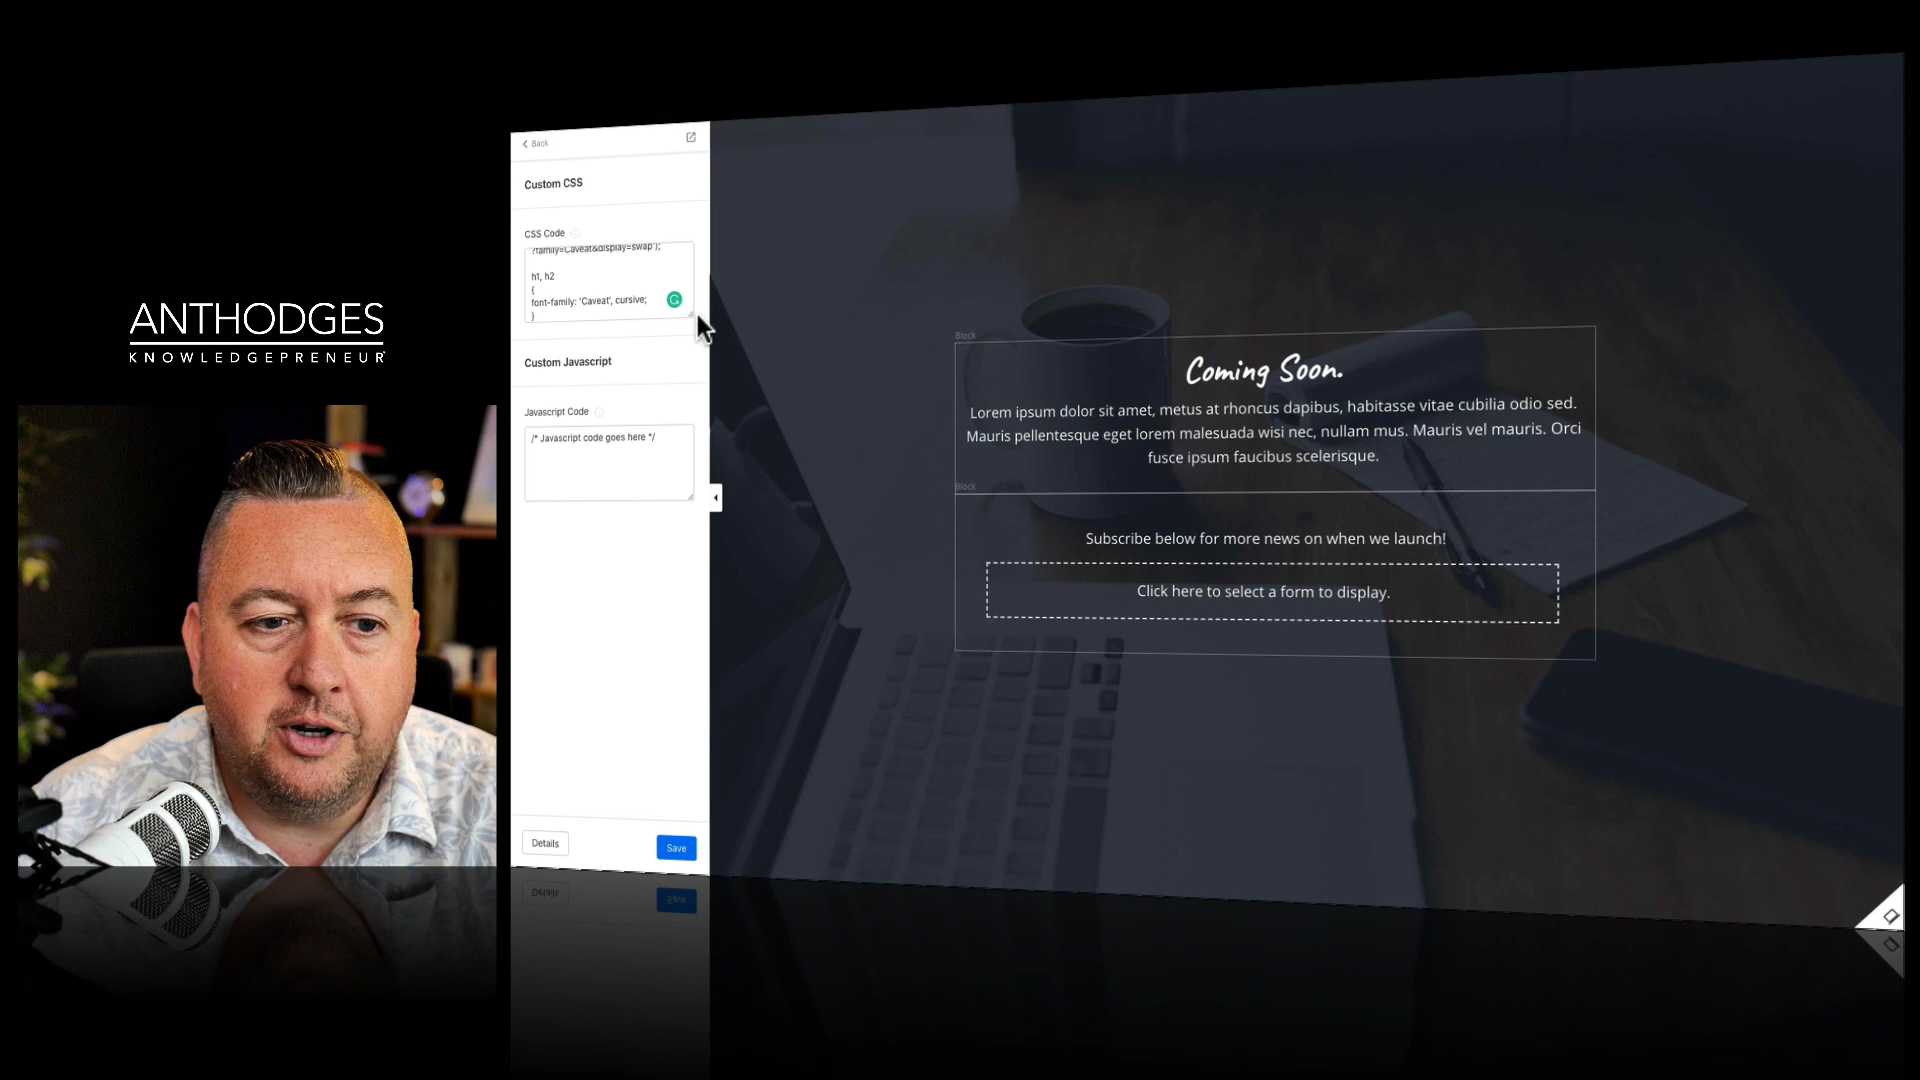 ANTHODGES
KNOWLEDGEPRENEUR
Back
Custom CSS
CSS Code
?family=Caveat&display=swap');
h1, h2
{
font-family: 'Caveat', cursive;
}
Custom Javascript
Javascript Code
/* Javascript code goes here */
Details
Save
Block
Coming Soon.
Lorem ipsum dolor sit amet, metus at rhoncus dapibus, habitasse vitae cubilia odio sed.
Mauris pellentesque eget lorem malesuada wisi nec, nullam mus. Mauris vel mauris. Orci
fusce ipsum faucibus scelerisque.
Block
Subscribe below for more news on when we launch!
Click here to select a form to display.